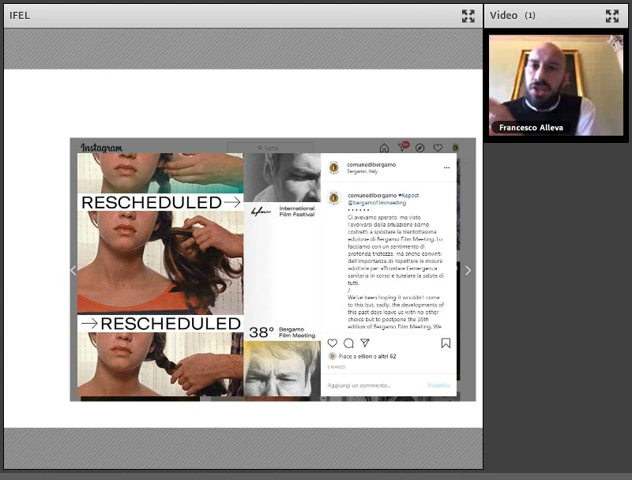 IFEL
Video (1)
Francesco Alleva
Instagram
Cerca
RESCHEDULED→
→RESCHEDULED
International
Film Festival
38°
Bergamo
Film Meeting
comunedibergamo
Bergamo, Italy
comunedibergamo #Repost
@bergamofilmmeeting
• • • • • •
Ci avevamo sperato, ma visto
l'evolversi della situazione siamo
costretti a spostare la trentottesima
edizione di Bergamo Film Meeting. Lo
facciamo con un sentimento di
profonda tristezza, ma anche convinti
dell'importanza di rispettare le misure
adottate per affrontare l'emergenza
sanitaria in corso e tutelare la salute di
tutti.
/
We've been hoping it wouldn't come
to this but, sadly, the developments of
this past days leave us with no other
choice but to postpone the 38th
edition of Bergamo Film Meeting. We
Piace a eilion e altri 62
5 MARZO
Aggiungi un commento...
Pubblica